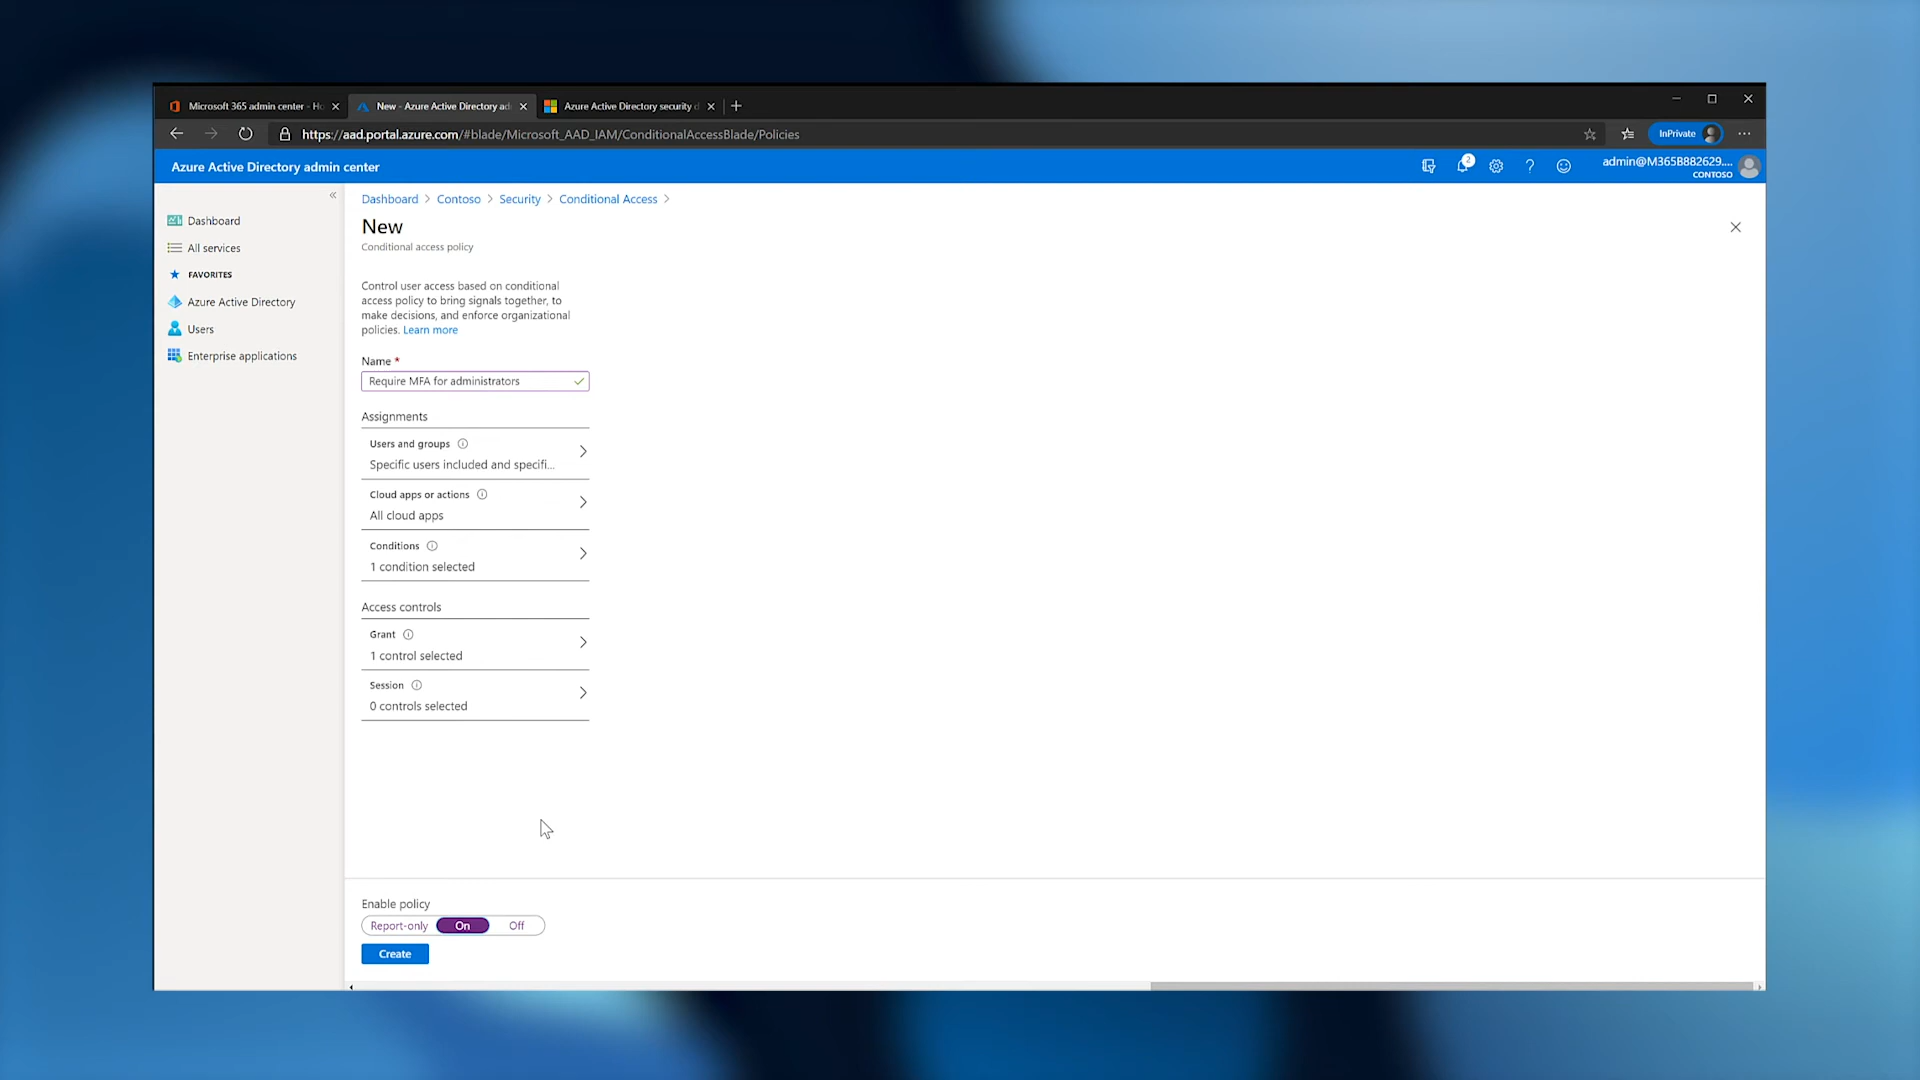 Microsoft 365 admin center - Ho
New - Azure Active Directory ad
Azure Active Directory security d
https://aad.portal.azure.com/#blade/Microsoft_AAD_IAM/ConditionalAccessBlade/Policies
InPrivate
Azure Active Directory admin center
2
admin@M365B882629....
CONTOSO
Dashboard
All services
FAVORITES
Azure Active Directory
Users
Enterprise applications
Dashboard > Contoso > Security > Conditional Access >
New
Conditional access policy
Control user access based on conditional
access policy to bring signals together, to
make decisions, and enforce organizational
policies. Learn more
Name *
Require MFA for administrators
Assignments
Users and groups
Specific users included and specifi...
Cloud apps or actions
All cloud apps
Conditions
1 condition selected
Access controls
Grant
1 control selected
Session
0 controls selected
Enable policy
Report-only On Off
Create